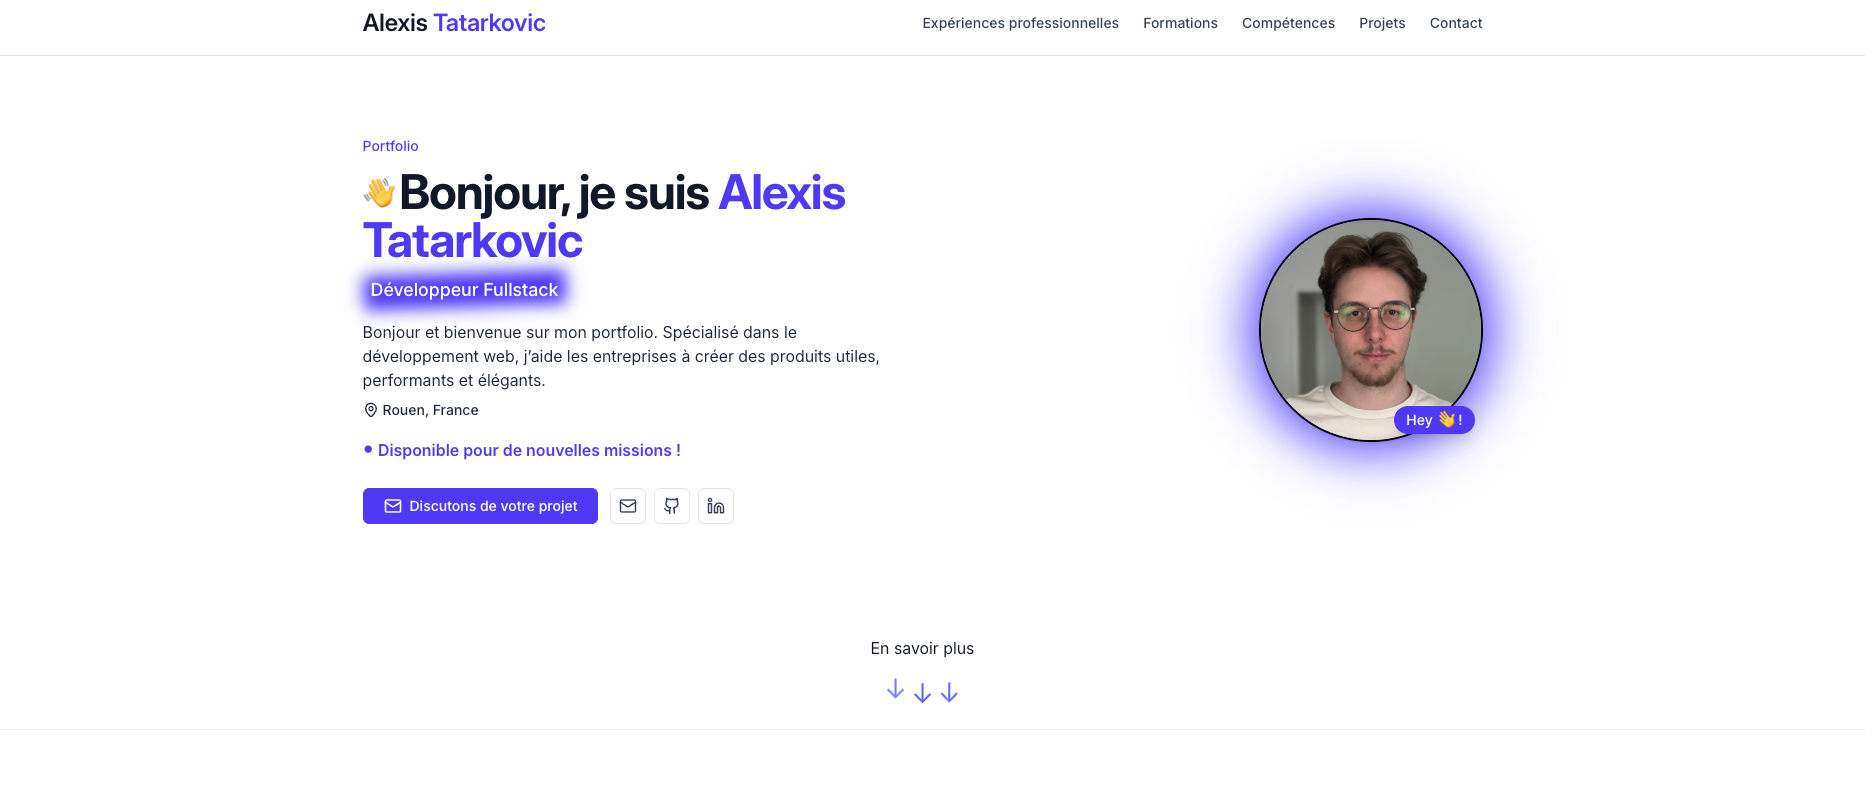 Alexis Tatarkovic
Expériences professionnelles
Formations
Compétences
Projets
Contact
Portfolio
👋Bonjour, je suis Alexis
Tatarkovic
Développeur Fullstack
Bonjour et bienvenue sur mon portfolio. Spécialisé dans le
développement web, j’aide les entreprises à créer des produits utiles,
performants et élégants.
Rouen, France
Disponible pour de nouvelles missions !
Discutons de votre projet
Hey 👋 !
En savoir plus